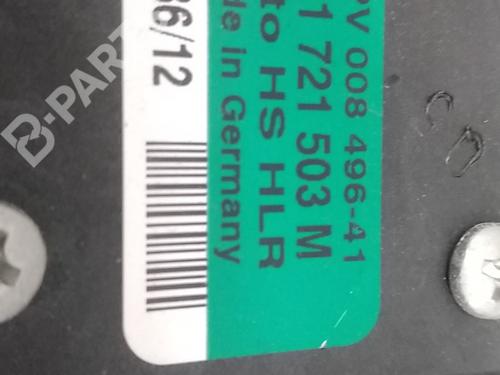 PV 008 496-41
1 721 503 M
to HS HLR
de in Germany
36/12
B-PARTS